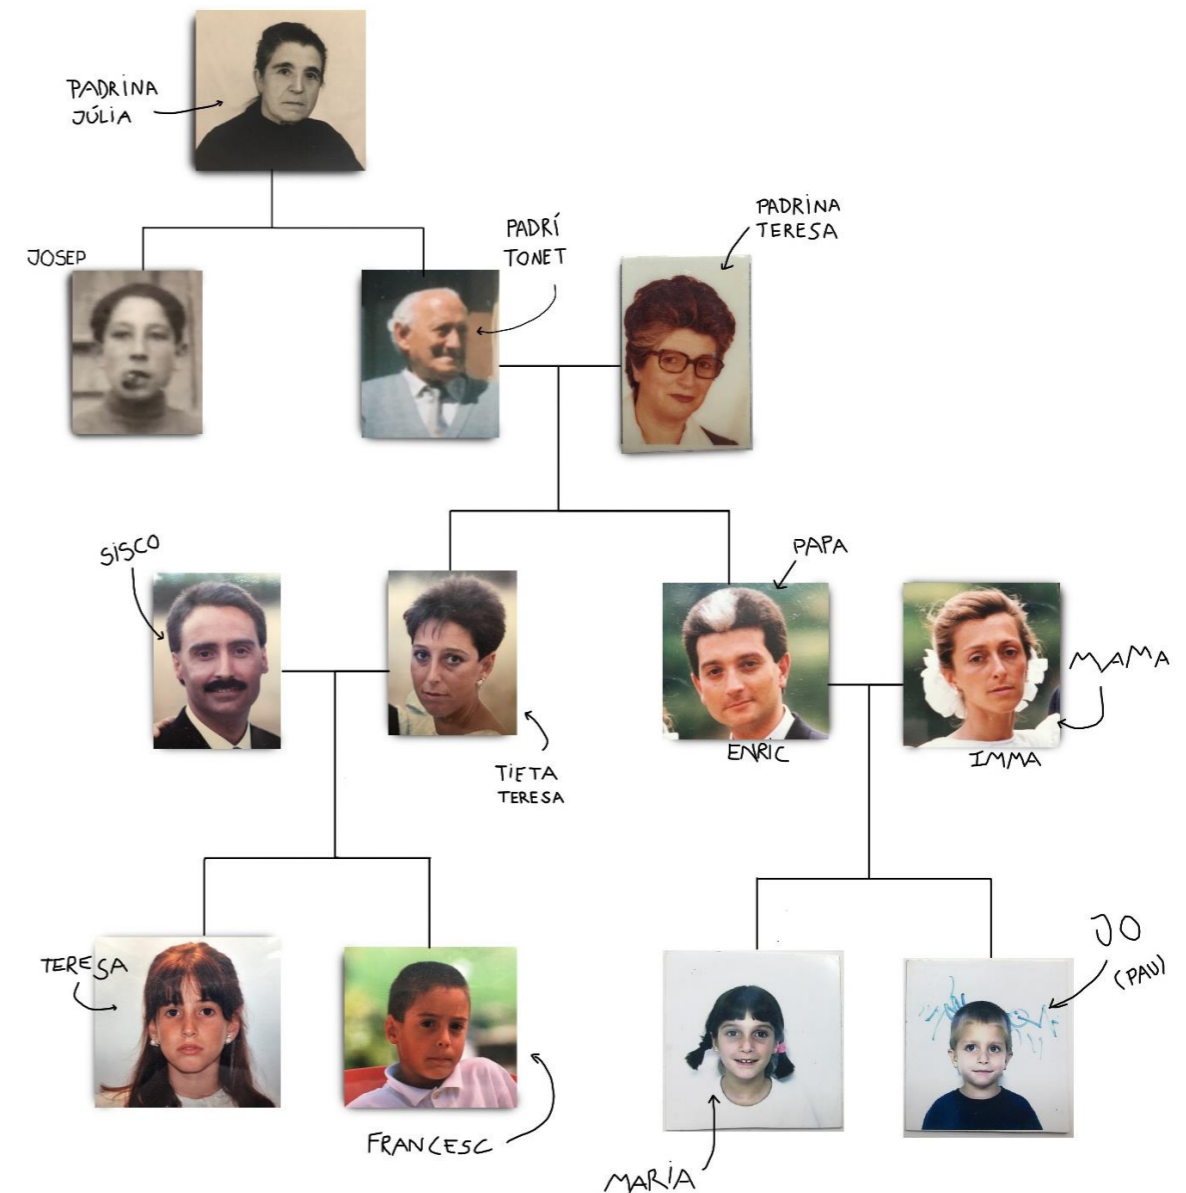 PADRINA
JÚLIA
JOSEP
PADRÍ
TONET
PADRINA
TERESA
SISCO
TIETA
TERESA
PAPA
ENRIC
MAMA
IMMA
TERESA
FRANCESC
MARIA
JO
(PAU)